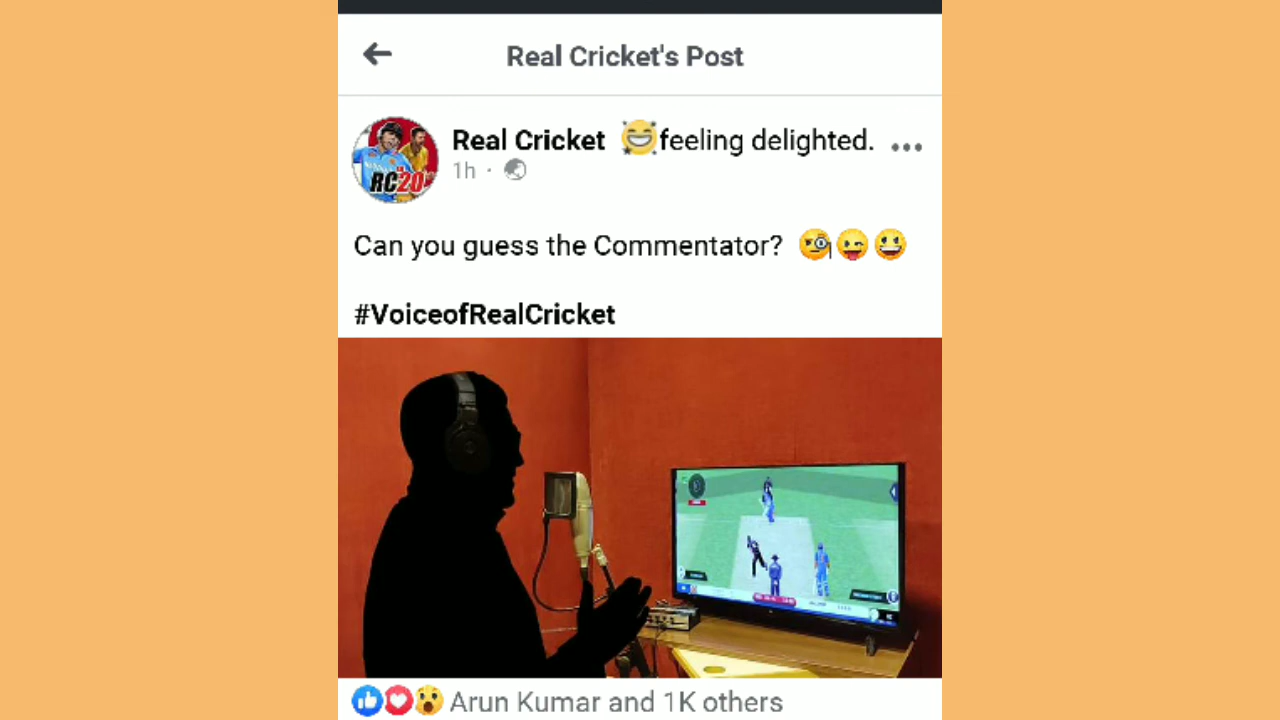 Real Cricket's Post
Real Cricket 😆feeling delighted.
1h ·
RC20
Can you guess the Commentator? 🧐😜😃
#VoiceofRealCricket
Arun Kumar and 1K others